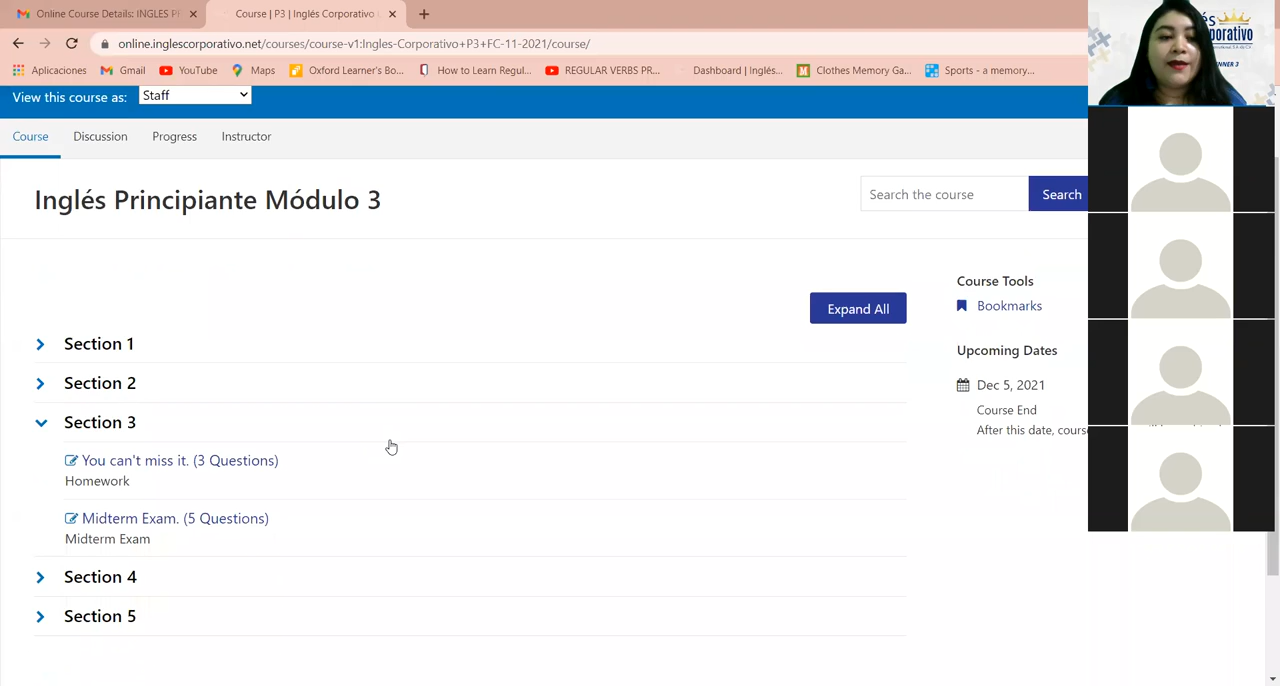 Online Course Details: INGLES PF
Course | P3 | Inglés Corporativo
online.inglescorporativo.net/courses/course-v1:Ingles-Corporativo+P3+FC-11-2021/course/
Aplicaciones Gmail YouTube Maps Oxford Learner's Bo... How to Learn Regul... REGULAR VERBS PR... Dashboard | Inglés... Clothes Memory Ga... Sports - a memory...
View this course as: Staff
Course Discussion Progress Instructor
Inglés Principiante Módulo 3
Search the course Search
Expand All
Section 1
Section 2
Section 3
You can't miss it. (3 Questions)
Homework
Midterm Exam. (5 Questions)
Midterm Exam
Section 4
Section 5
Course Tools
Bookmarks
Upcoming Dates
Dec 5, 2021
Course End
After this date, course